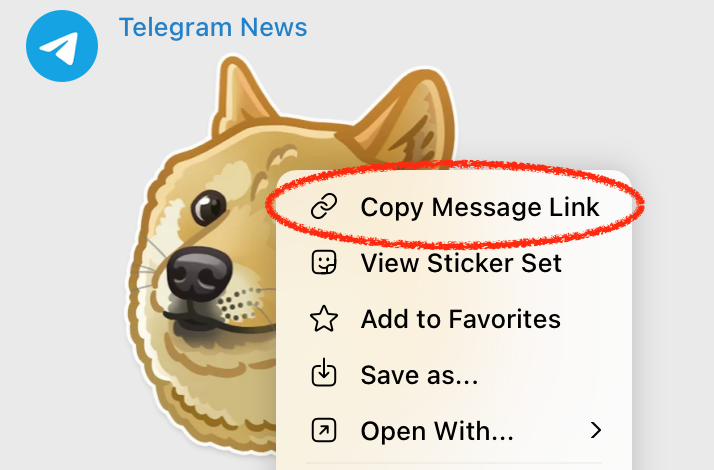 Telegram News
Copy Message Link
View Sticker Set
Add to Favorites
Save as...
Open With...